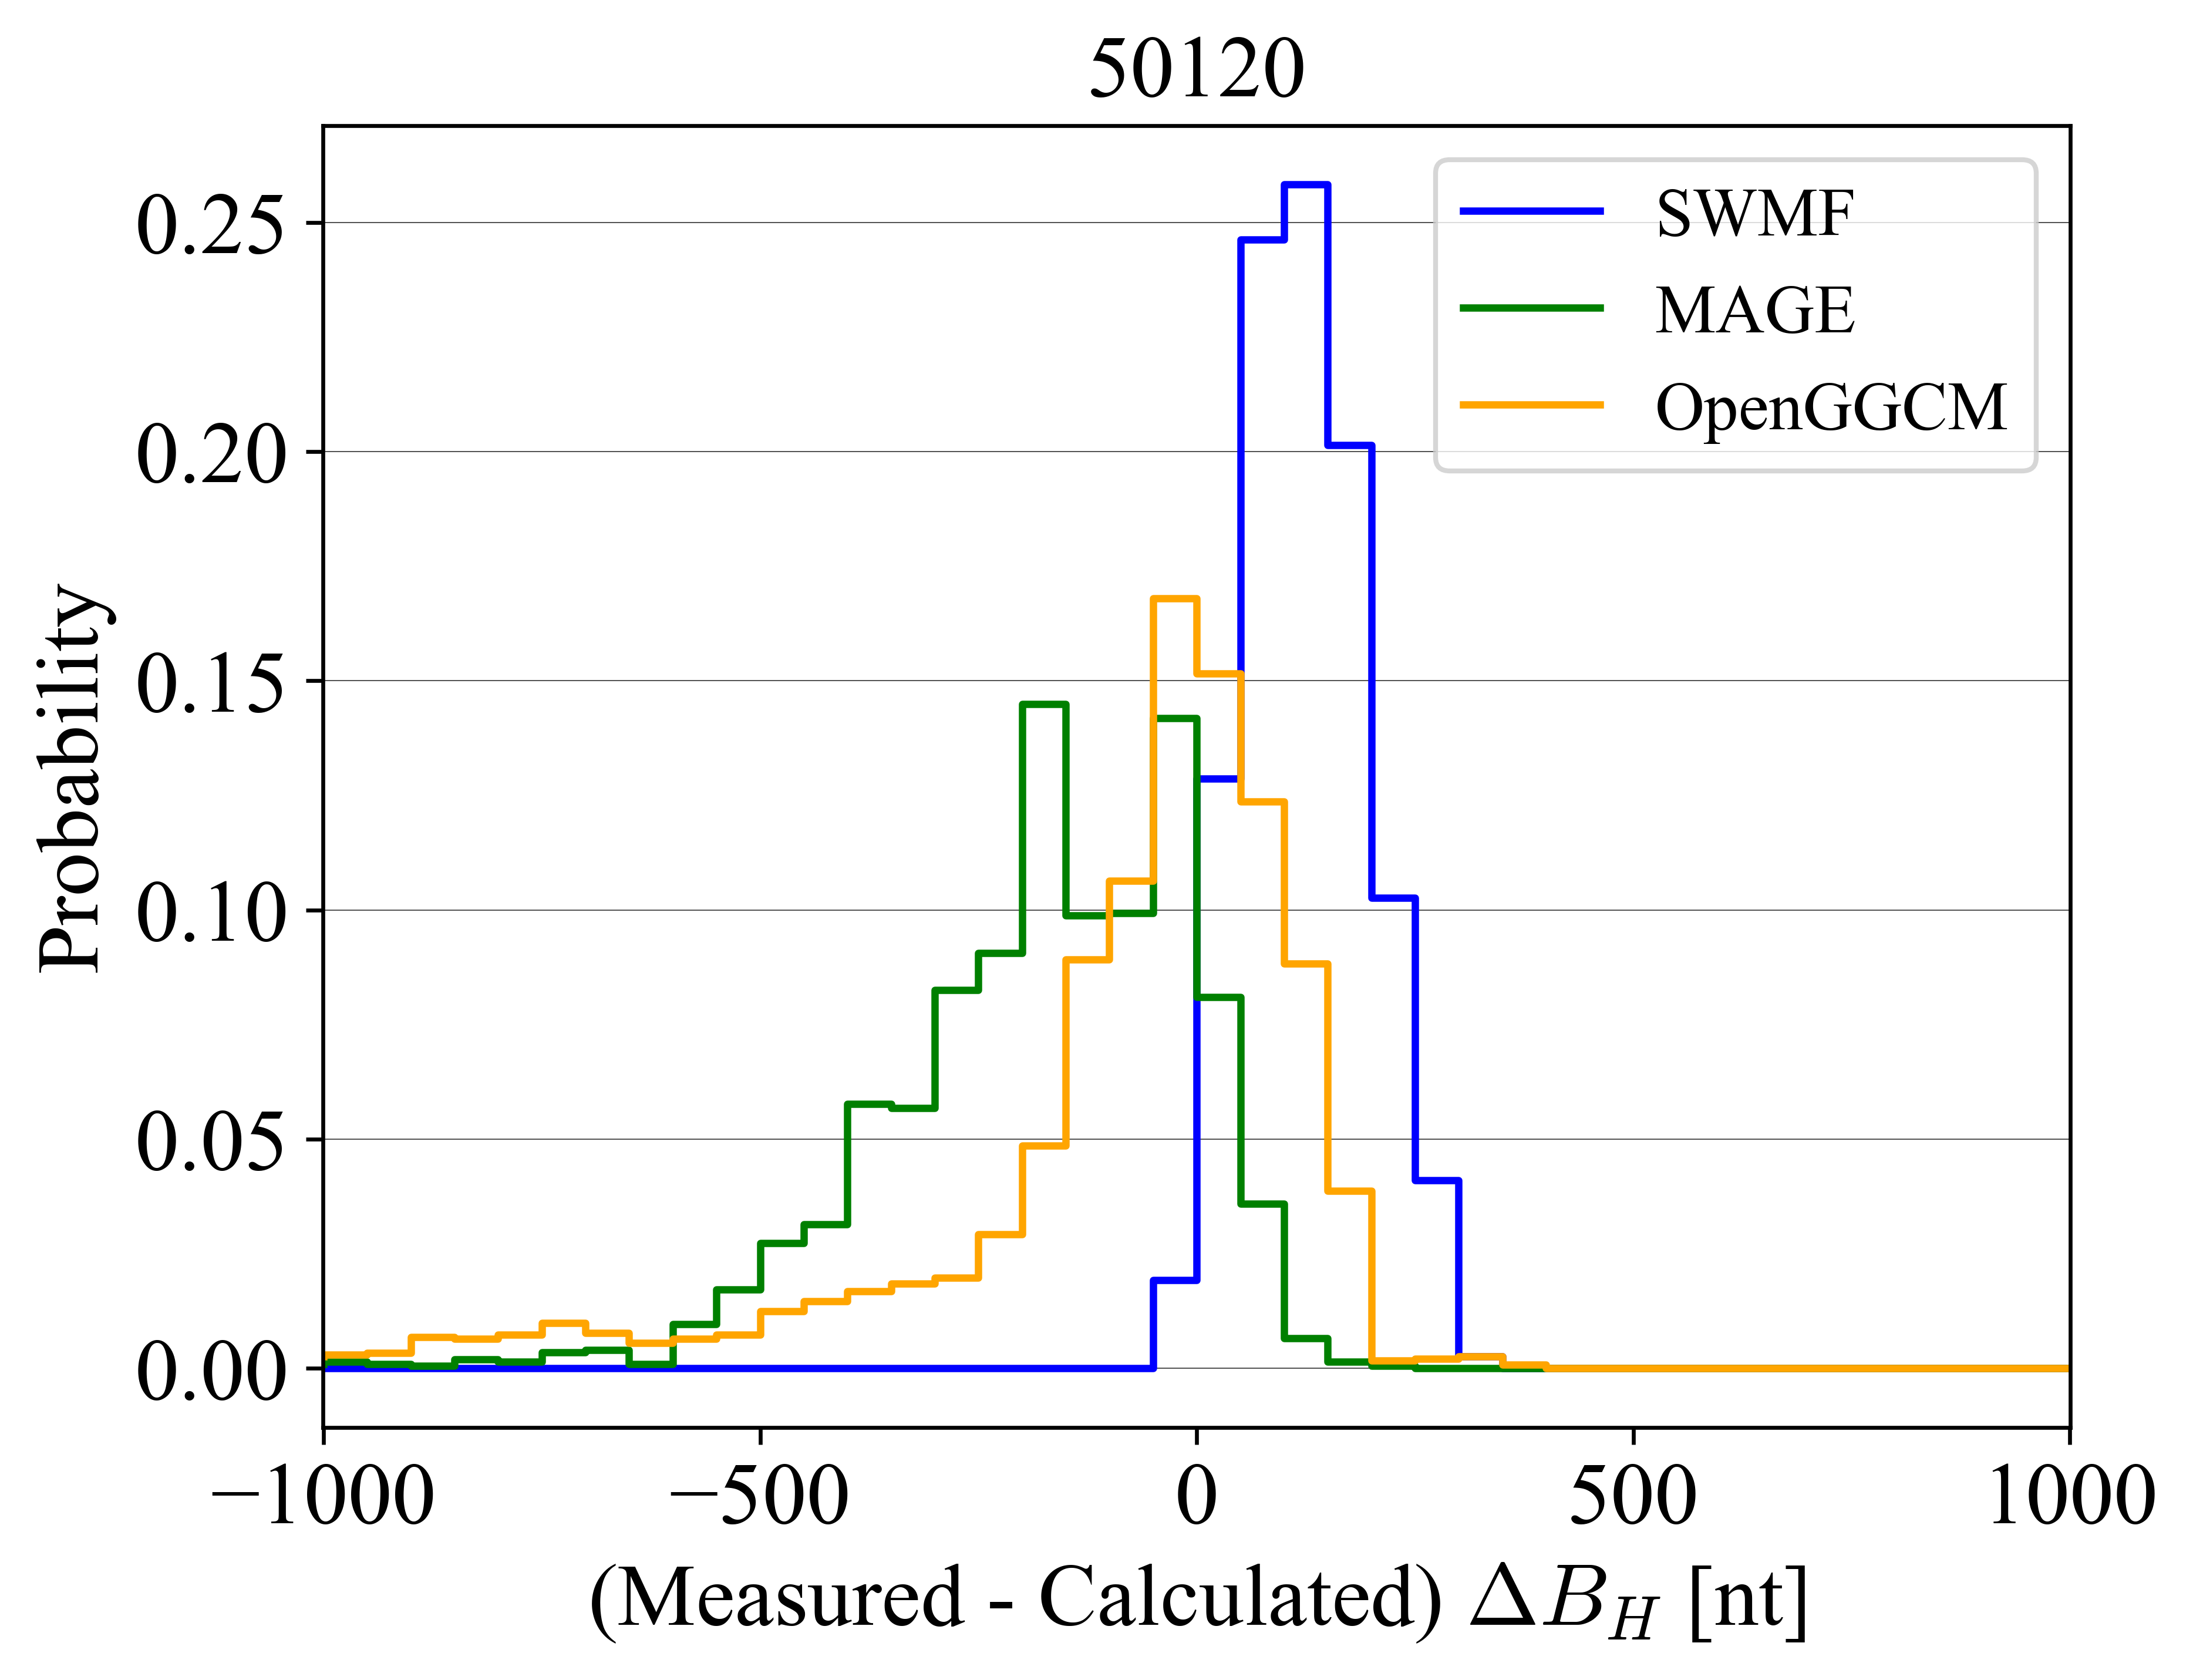 50120
SWMF
MAGE
OpenGGCM
Probability
0.25
0.20
0.15
0.10
0.05
0.00
−1000 −500 0 500 1000
(Measured - Calculated) ΔB_H [nt]